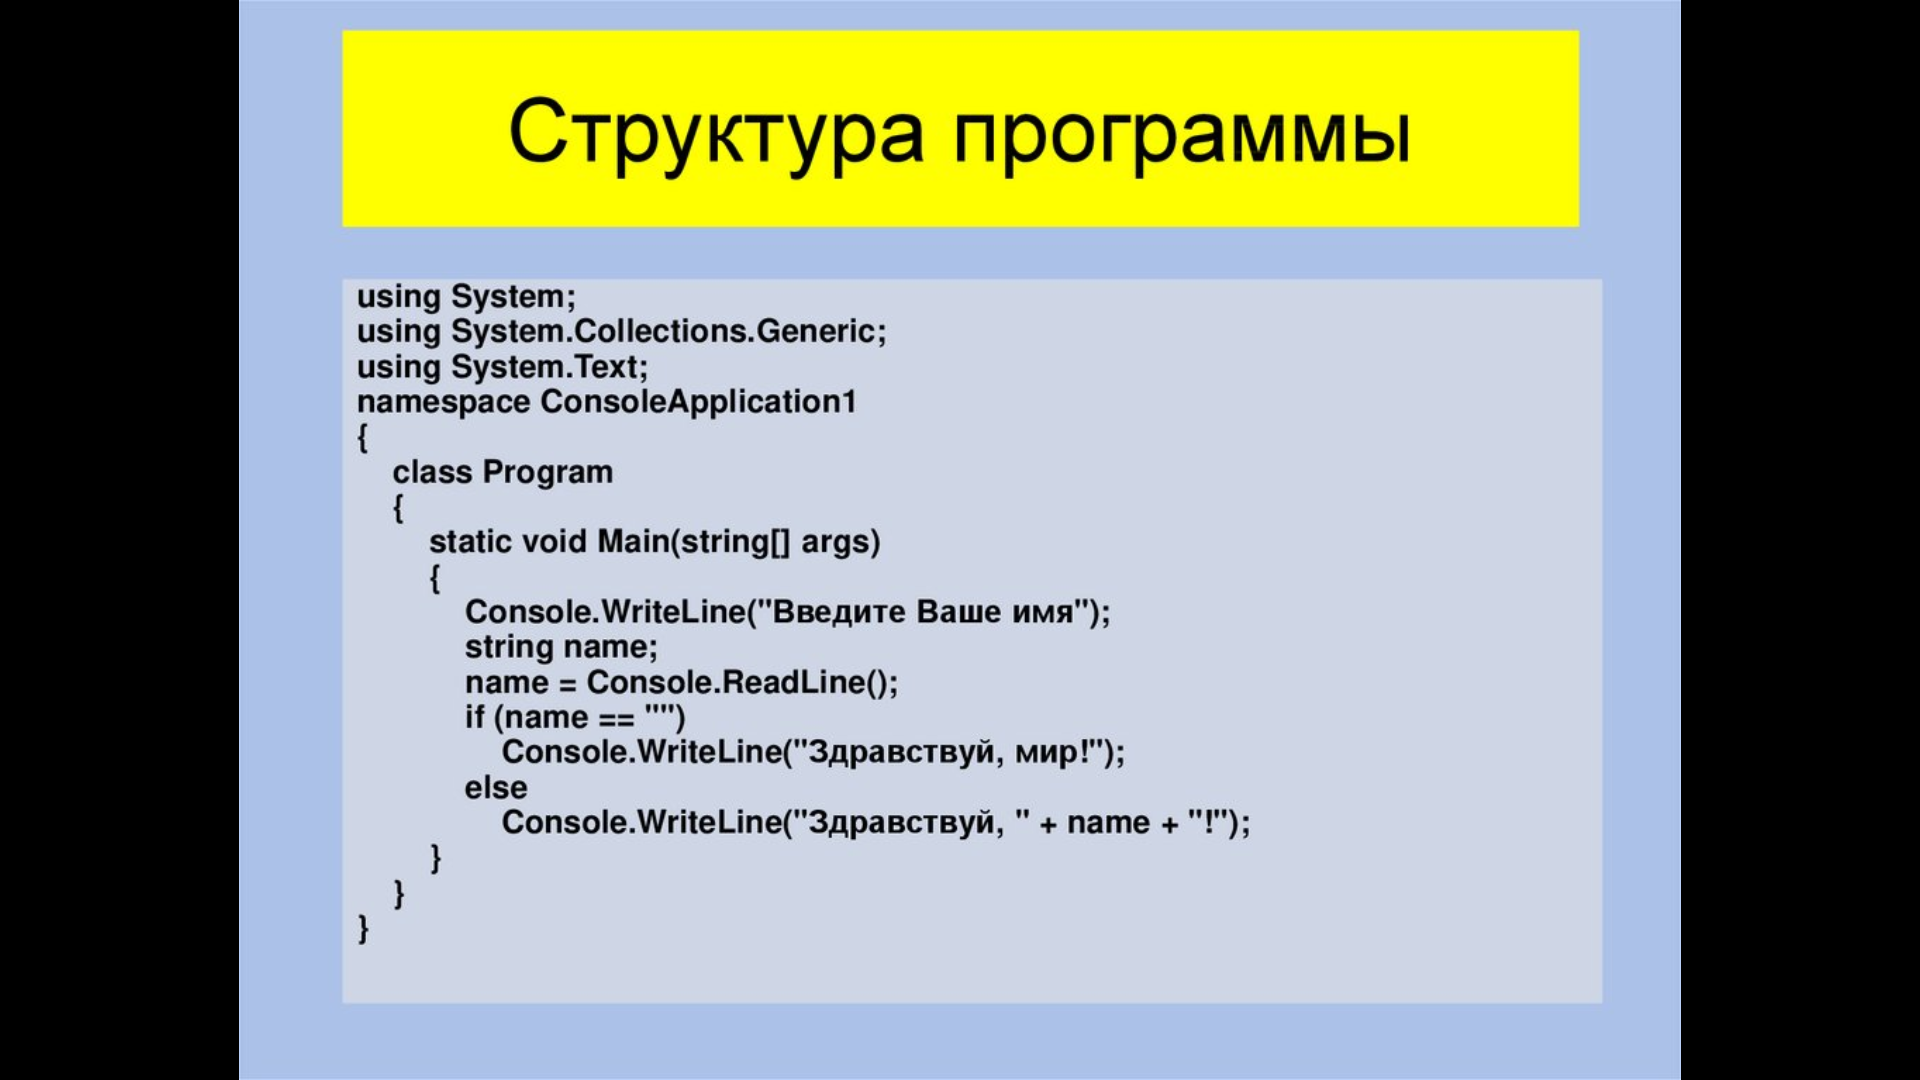 Структура программы
using System;
using System.Collections.Generic;
using System.Text;
namespace ConsoleApplication1
{
class Program
{
static void Main(string[] args)
{
Console.WriteLine("Введите Ваше имя");
string name;
name = Console.ReadLine();
if (name == "")
Console.WriteLine("Здравствуй, мир!");
else
Console.WriteLine("Здравствуй, " + name + "!");
}
}
}